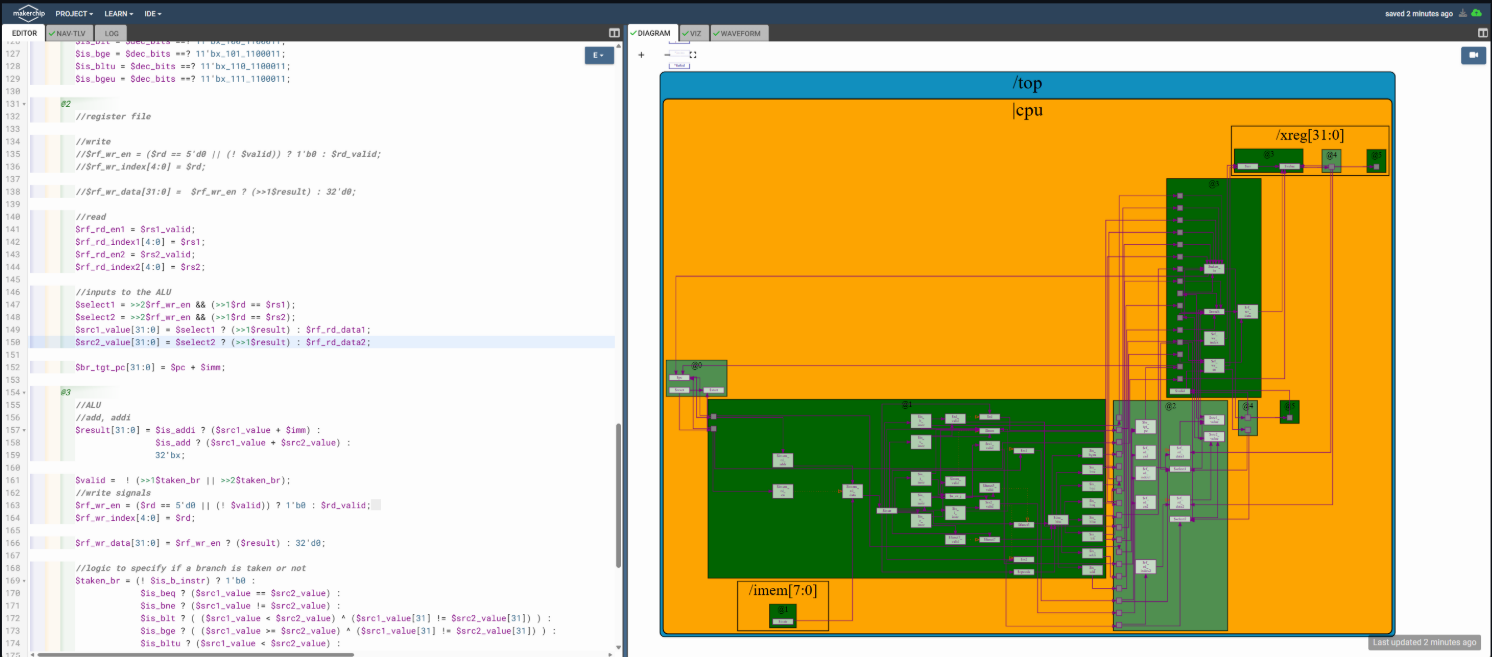 makerchip PROJECT LEARN IDE saved 2 minutes ago
EDITOR NAV-TLV LOG
E
127 $is_bge = $dec_bits ==? 11'bx_101_1100011;
128 $is_bltu = $dec_bits ==? 11'bx_110_1100011;
129 $is_bgeu = $dec_bits ==? 11'bx_111_1100011;
130
131 @2
132 //register file
133
134 //write
135 //$rf_wr_en = ($rd == 5'd0 || (! $valid)) ? 1'b0 : $rd_valid;
136 //$rf_wr_index[4:0] = $rd;
137
138 //$rf_wr_data[31:0] =  $rf_wr_en ? (>>1$result) : 32'd0;
139
140 //read
141 $rf_rd_en1 = $rs1_valid;
142 $rf_rd_index1[4:0] = $rs1;
143 $rf_rd_en2 = $rs2_valid;
144 $rf_rd_index2[4:0] = $rs2;
145
146 //inputs to the ALU
147 $select1 = >>2$rf_wr_en && (>>1$rd == $rs1);
148 $select2 = >>2$rf_wr_en && (>>1$rd == $rs2);
149 $src1_value[31:0] = $select1 ? (>>1$result) : $rf_rd_data1;
150 $src2_value[31:0] = $select2 ? (>>1$result) : $rf_rd_data2;
151
152 $br_tgt_pc[31:0] = $pc + $imm;
153
154 @3
155 //ALU
156 //add, addi
157 $result[31:0] = $is_addi ? ($src1_value + $imm) :
158 $is_add ? ($src1_value + $src2_value) :
159 32'bx;
160
161 $valid =  ! (>>1$taken_br || >>2$taken_br);
162 //write signals
163 $rf_wr_en = ($rd == 5'd0 || (! $valid)) ? 1'b0 : $rd_valid;
164 $rf_wr_index[4:0] = $rd;
165
166 $rf_wr_data[31:0] = $rf_wr_en ? ($result) : 32'd0;
167
168 //logic to specify if a branch is taken or not
169 $taken_br = (! $is_b_instr) ? 1'b0 :
170 $is_beq ? ($src1_value == $src2_value) :
171 $is_bne ? ($src1_value != $src2_value) :
172 $is_blt ? ( ($src1_value < $src2_value) ^ ($src1_value[31] != $src2_value[31]) ) :
173 $is_bge ? ( ($src1_value >= $src2_value) ^ ($src1_value[31] != $src2_value[31]) ) :
174 $is_bltu ? ($src1_value < $src2_value) :
DIAGRAM VIZ WAVEFORM
/top
|cpu
/xreg[31:0]
@4
@3
@0
@1
@2
@4
/imem[7:0]
@1
Last updated 2 minutes ago